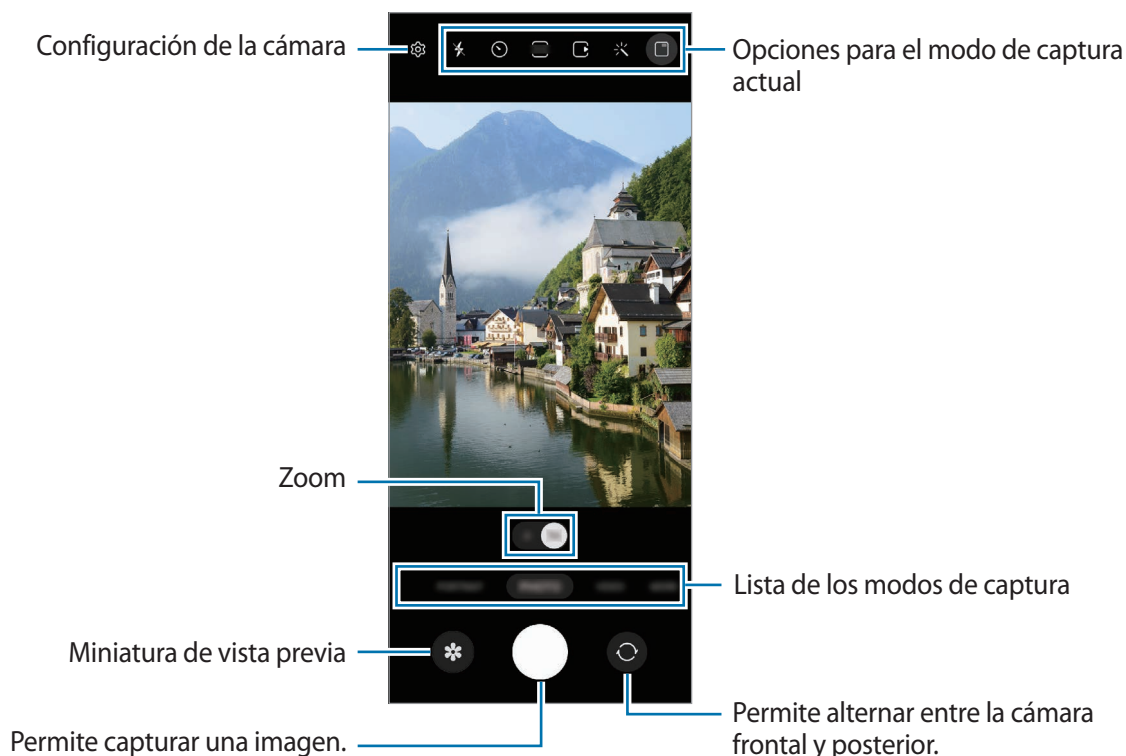 Configuración de la cámara
Opciones para el modo de captura
actual
Zoom
Lista de los modos de captura
Miniatura de vista previa
Permite capturar una imagen.
Permite alternar entre la cámara
frontal y posterior.